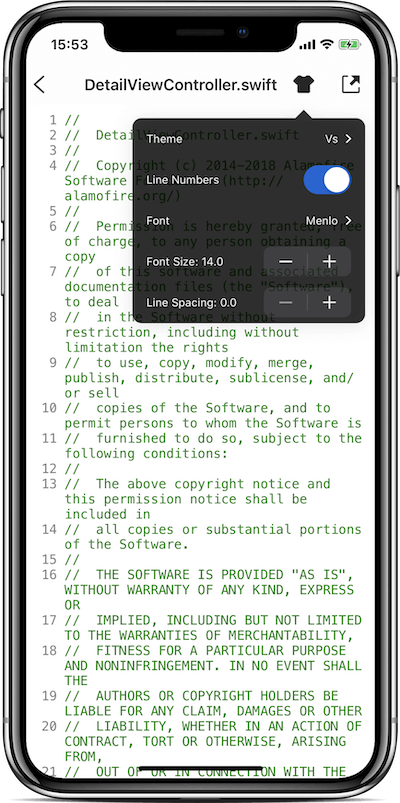 15:53
DetailViewController.swift
Theme Vs
Line Numbers
Font Menlo
Font Size: 14.0 − +
Line Spacing: 0.0 − +
1 //
2 // DetailViewController.swift
3 //
4 // Copyright (c) 2014-2018 Alamofire
Software (http://
alamofire.org/)
5 //
6 // Permission is hereby granted, free
of charge, to any person obtaining a
copy
7 // of this software and associated
documentation files (the "Software"),
to deal
8 // in the Software without
restriction, including without
limitation the rights
9 // to use, copy, modify, merge,
publish, distribute, sublicense, and/
or sell
10 // copies of the Software, and to
permit persons to whom the Software is
11 // furnished to do so, subject to the
following conditions:
12 //
13 // The above copyright notice and
this permission notice shall be
included in
14 // all copies or substantial portions
of the Software.
15 //
16 // THE SOFTWARE IS PROVIDED "AS IS",
WITHOUT WARRANTY OF ANY KIND, EXPRESS
OR
17 // IMPLIED, INCLUDING BUT NOT LIMITED
TO THE WARRANTIES OF MERCHANTABILITY,
18 // FITNESS FOR A PARTICULAR PURPOSE
AND NONINFRINGEMENT. IN NO EVENT SHALL
THE
19 // AUTHORS OR COPYRIGHT HOLDERS BE
LIABLE FOR ANY CLAIM, DAMAGES OR OTHER
20 // LIABILITY, WHETHER IN AN ACTION OF
CONTRACT, TORT OR OTHERWISE, ARISING
FROM,
21 // OUT OF OR IN CONNECTION WITH THE